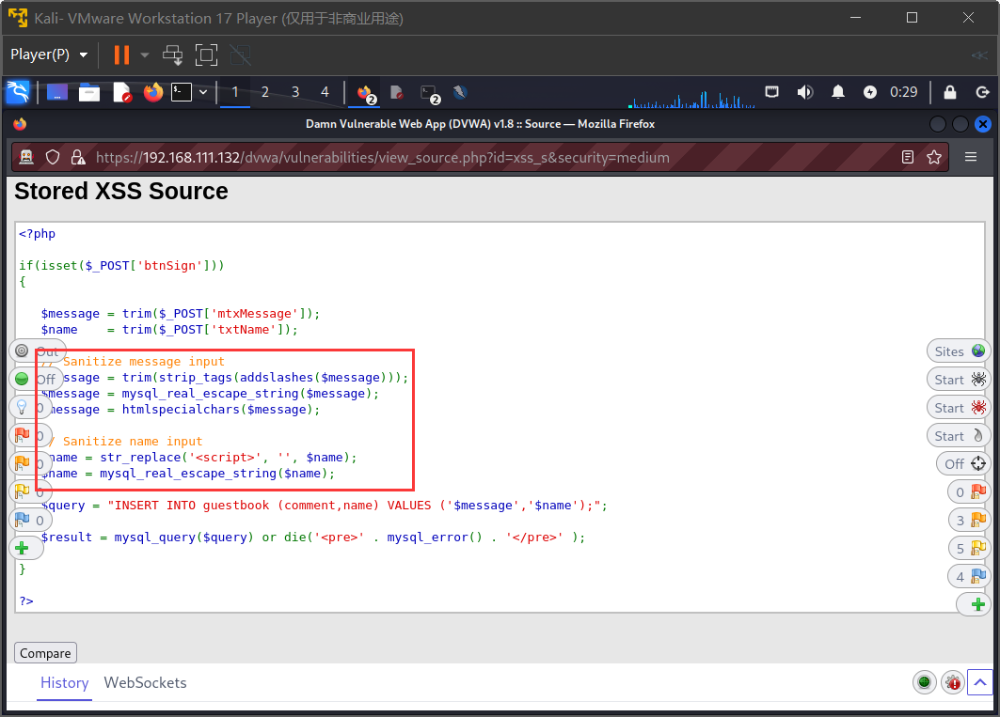 Kali- VMware Workstation 17 Player (仅用于非商业用途)
Player(P)
1 2 3 4 2 2 0:29
Damn Vulnerable Web App (DVWA) v1.8 :: Source — Mozilla Firefox
https://192.168.111.132/dvwa/vulnerabilities/view_source.php?id=xss_s&security=medium
Stored XSS Source
<?php
if(isset($_POST['btnSign']))
{
$message = trim($_POST['mtxMessage']);
$name    = trim($_POST['txtName']);
Out
// Sanitize message input
Sites
Off
message = trim(strip_tags(addslashes($message)));
Start
$message = mysql_real_escape_string($message);
0
message = htmlspecialchars($message);
Start
0
/ Sanitize name input
Start
0
name = str_replace('<script>', '', $name);
Off
$name = mysql_real_escape_string($name);
0
0
$query = "INSERT INTO guestbook (comment,name) VALUES ('$message','$name');";
0
3
$result = mysql_query($query) or die('<pre>' . mysql_error() . '</pre>' );
5
}
4
?>
Compare
History WebSockets